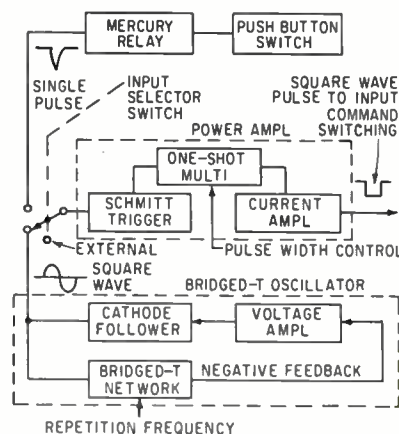 MERCURY
RELAY
PUSH BUTTON
SWITCH
SINGLE
PULSE
INPUT
SELECTOR
SWITCH
SQUARE WAVE
PULSE TO INPUT
COMMAND
SWITCHING
POWER AMPL
ONE-SHOT
MULTI
SCHMITT
TRIGGER
CURRENT
AMPL
EXTERNAL
PULSE WIDTH CONTROL
SQUARE
WAVE
BRIDGED-T OSCILLATOR
CATHODE
FOLLOWER
VOLTAGE
AMPL
BRIDGED-T
NETWORK
NEGATIVE FEEDBACK
REPETITION FREQUENCY